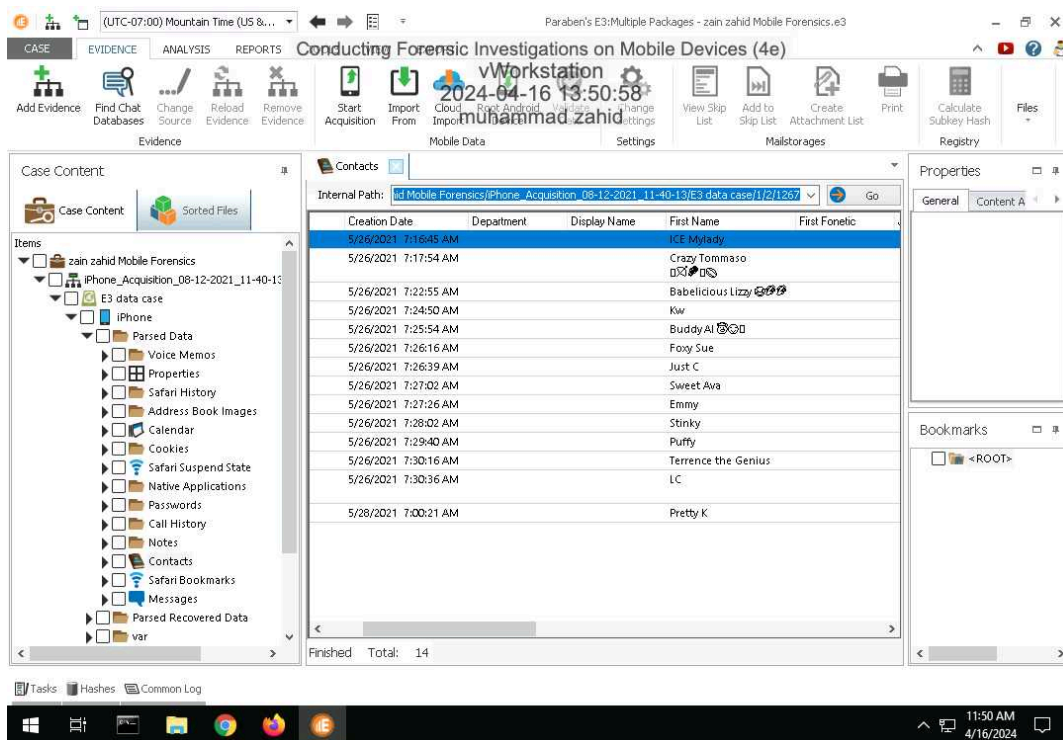 (UTC-07:00) Mountain Time (US &...
Paraben's E3:Multiple Packages - zain zahid Mobile Forensics.e3
CASE EVIDENCE ANALYSIS REPORTS
Conducting Forensic Investigations on Mobile Devices (4e)
vWorkstation
2024-04-16 13:50:58
muhammad zahid
Add Evidence
Find Chat Databases
Change Source
Reload Evidence
Remove Evidence
Start Acquisition
Import From
Cloud Import
Root Android
Change Settings
View Skip List
Add to Skip List
Create Attachment List
Print
Calculate Subkey Hash
Files
Evidence Mobile Data Settings Mailstorages Registry
Case Content
Case Content Sorted Files
Items
zain zahid Mobile Forensics
iPhone_Acquisition_08-12-2021_11-40-13
E3 data case
iPhone
Parsed Data
Voice Memos
Properties
Safari History
Address Book Images
Calendar
Cookies
Safari Suspend State
Native Applications
Passwords
Call History
Notes
Contacts
Safari Bookmarks
Messages
Parsed Recovered Data
var
Contacts
Internal Path: id Mobile Forensics/iPhone_Acquisition_08-12-2021_11-40-13/E3 data case/1/2/1267 Go
Creation Date Department Display Name First Name First Fonetic
5/26/2021 7:16:45 AM ICE Mylady
5/26/2021 7:17:54 AM Crazy Tommaso
5/26/2021 7:22:55 AM Babelicious Lizzy
5/26/2021 7:24:50 AM Kw
5/26/2021 7:25:54 AM Buddy Al
5/26/2021 7:26:16 AM Foxy Sue
5/26/2021 7:26:39 AM Just C
5/26/2021 7:27:02 AM Sweet Ava
5/26/2021 7:27:26 AM Emmy
5/26/2021 7:28:02 AM Stinky
5/26/2021 7:29:40 AM Puffy
5/26/2021 7:30:16 AM Terrence the Genius
5/26/2021 7:30:36 AM LC
5/28/2021 7:00:21 AM Pretty K
Finished Total: 14
Properties
General Content A
Bookmarks
<ROOT>
Tasks Hashes Common Log
11:50 AM
4/16/2024